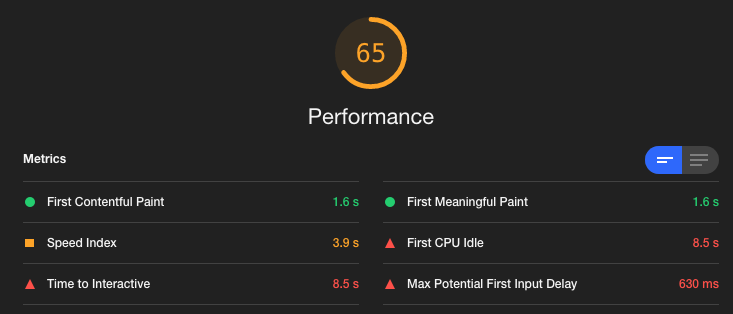 65
Performance
Metrics
First Contentful Paint 1.6 s
First Meaningful Paint 1.6 s
Speed Index 3.9 s
First CPU Idle 8.5 s
Time to Interactive 8.5 s
Max Potential First Input Delay 630 ms